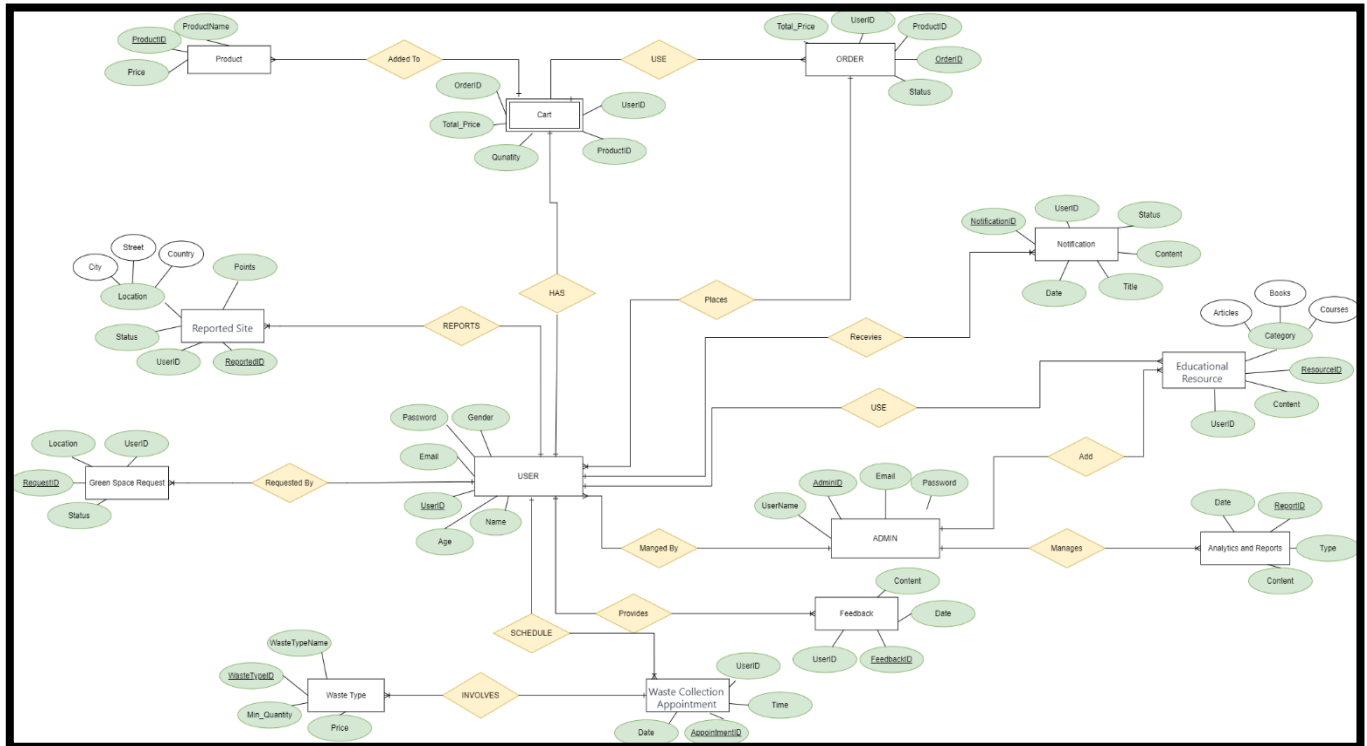 ProductName
ProductID
Product
Price
Added To
USE
Total_Price
UserID
ProductID
ORDER
OrderID
Status
OrderID
Cart
UserID
Total_Price
Qunatity
ProductID
NotificationID
UserID
Status
Notification
Content
Date
Title
City
Street
Country
Location
Points
Reported Site
Status
UserID
ReportedID
REPORTS
HAS
Places
Recevies
Articles
Books
Courses
Category
Educational
Resource
ResourceID
Content
UserID
USE
Add
Password
Gender
Email
USER
UserID
Age
Name
Location
UserID
RequestID
Green Space Request
Status
Requested By
Manged By
UserName
AdminID
Email
Password
ADMIN
Manages
Date
ReportID
Analytics and Reports
Type
Content
Provides
Content
Feedback
Date
UserID
FeedbackID
SCHEDULE
WasteTypeName
WasteTypeID
Waste Type
Min_Quantity
Price
INVOLVES
Waste Collection
Appointment
UserID
Time
Date
AppointmentID